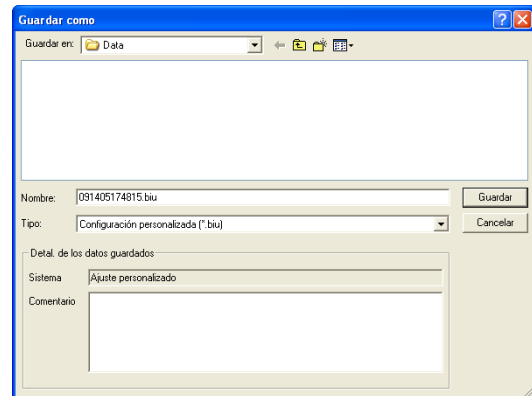 Guardar como
Guardar en: Data
Nombre: 091405174815.biu Guardar
Tipo: Configuración personalizada (*.biu) Cancelar
Detal. de los datos guardados
Sistema Ajuste personalizado
Comentario